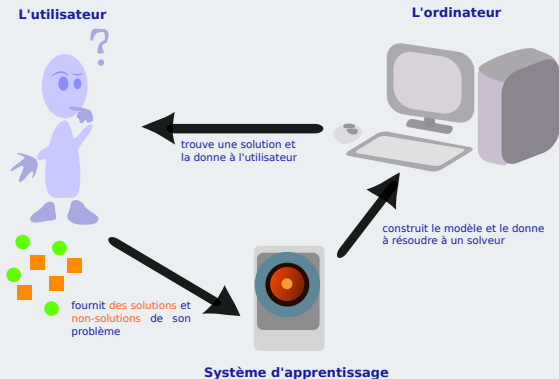 L'utilisateur
L'ordinateur
?
trouve une solution et
la donne à l'utilisateur
construit le modèle et le donne
à résoudre à un solveur
fournit des solutions et
non-solutions de son
problème
Système d'apprentissage